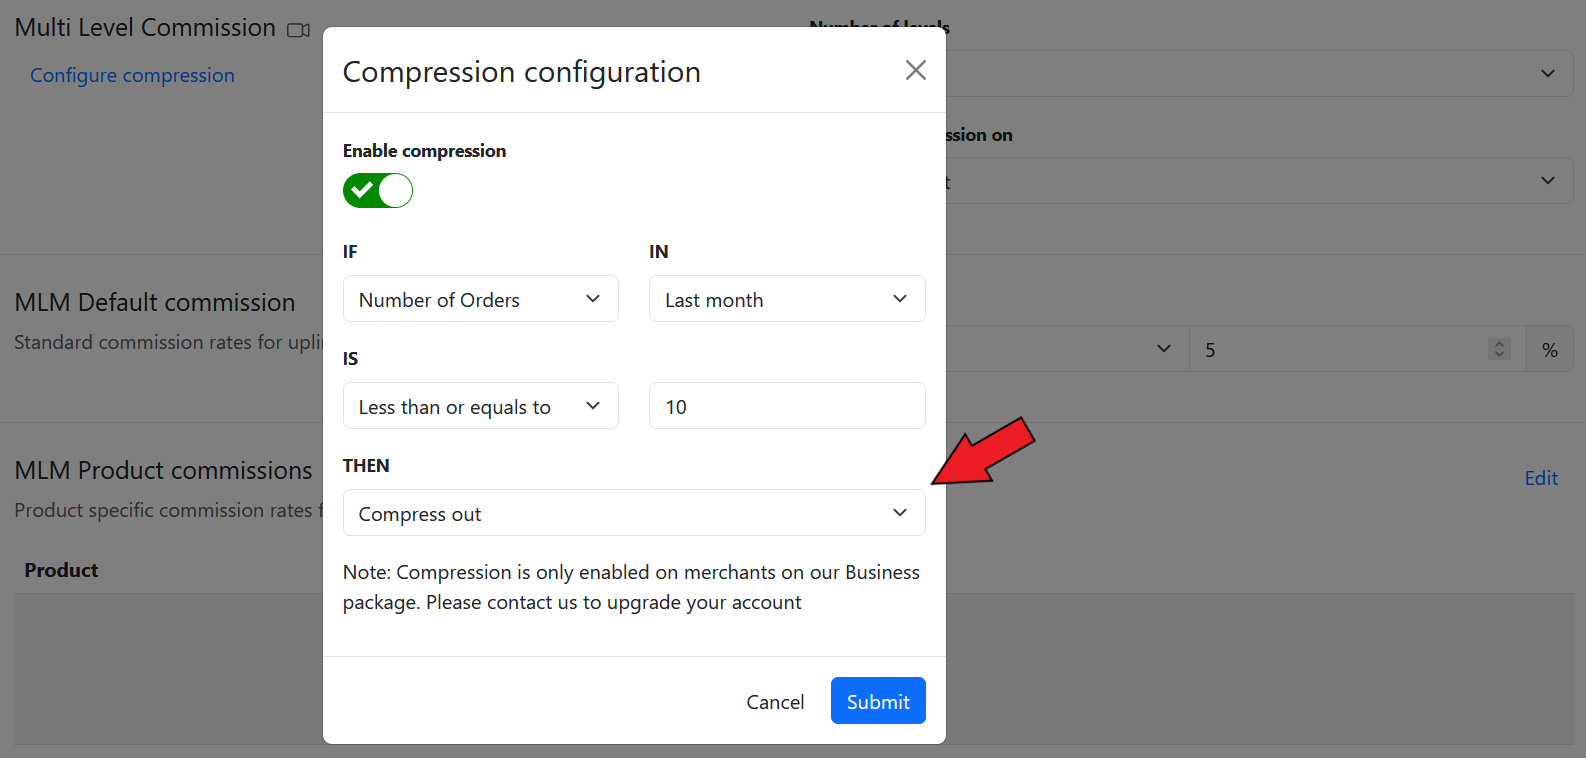 Multi Level Commission
Configure compression
Compression configuration
Enable compression
IF
IN
Number of Orders
Last month
IS
Less than or equals to
10
THEN
Compress out
Note: Compression is only enabled on merchants on our Business
package. Please contact us to upgrade your account
Cancel
Submit
Number of levels
ssion on
t
MLM Default commission
Standard commission rates for upli
5
%
MLM Product commissions
Product specific commission rates f
Edit
Product